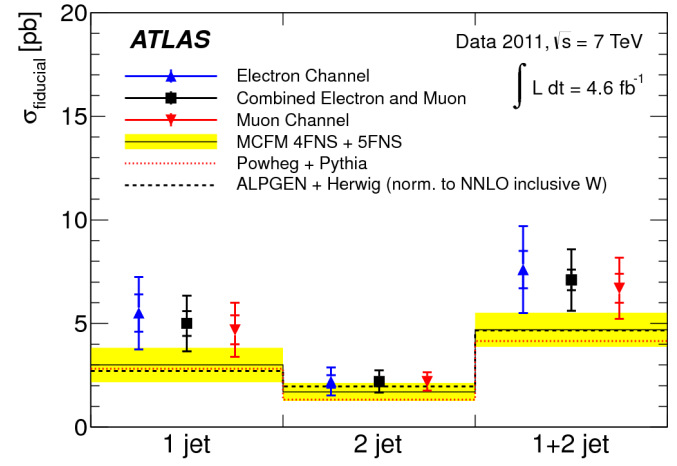 ATLAS
Data 2011, √s = 7 TeV
∫ L dt = 4.6 fb⁻¹
Electron Channel
Combined Electron and Muon
Muon Channel
MCFM 4FNS + 5FNS
Powheg + Pythia
ALPGEN + Herwig (norm. to NNLO inclusive W)
σfiducial [pb]
20
15
10
5
0
1 jet 2 jet 1+2 jet